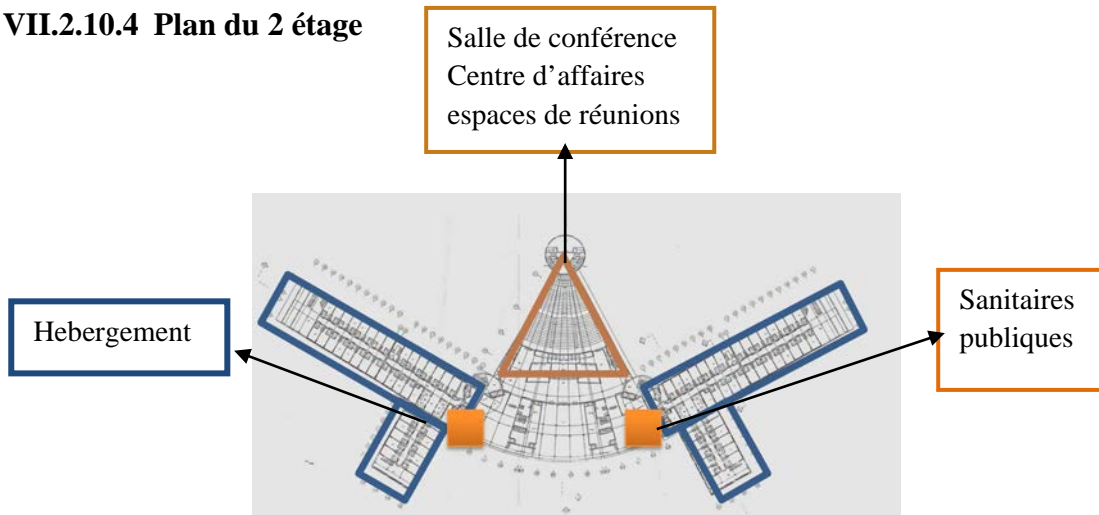 VII.2.10.4 Plan du 2 étage
Salle de conférence
Centre d’affaires
espaces de réunions
Hebergement
Sanitaires
publiques